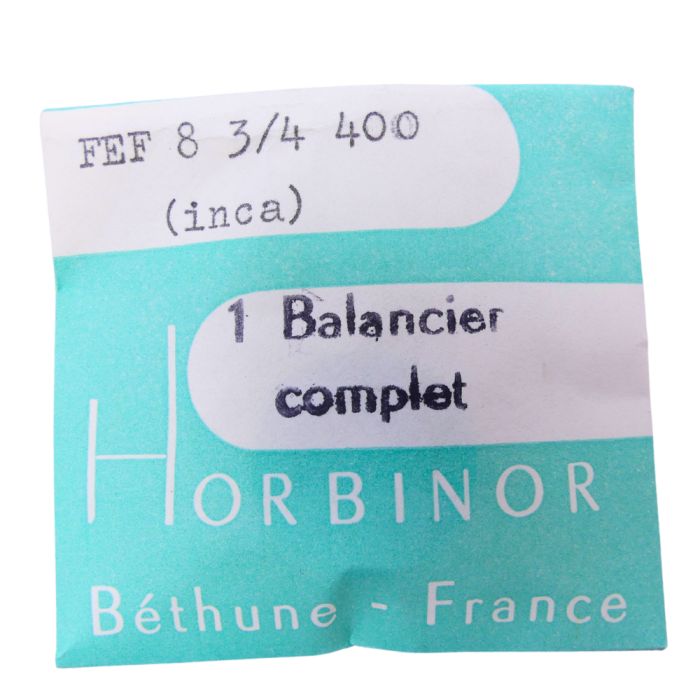 FEF 8 3/4 400
(inca)
1 Balancier
complet
HORBINOR
Béthune - France